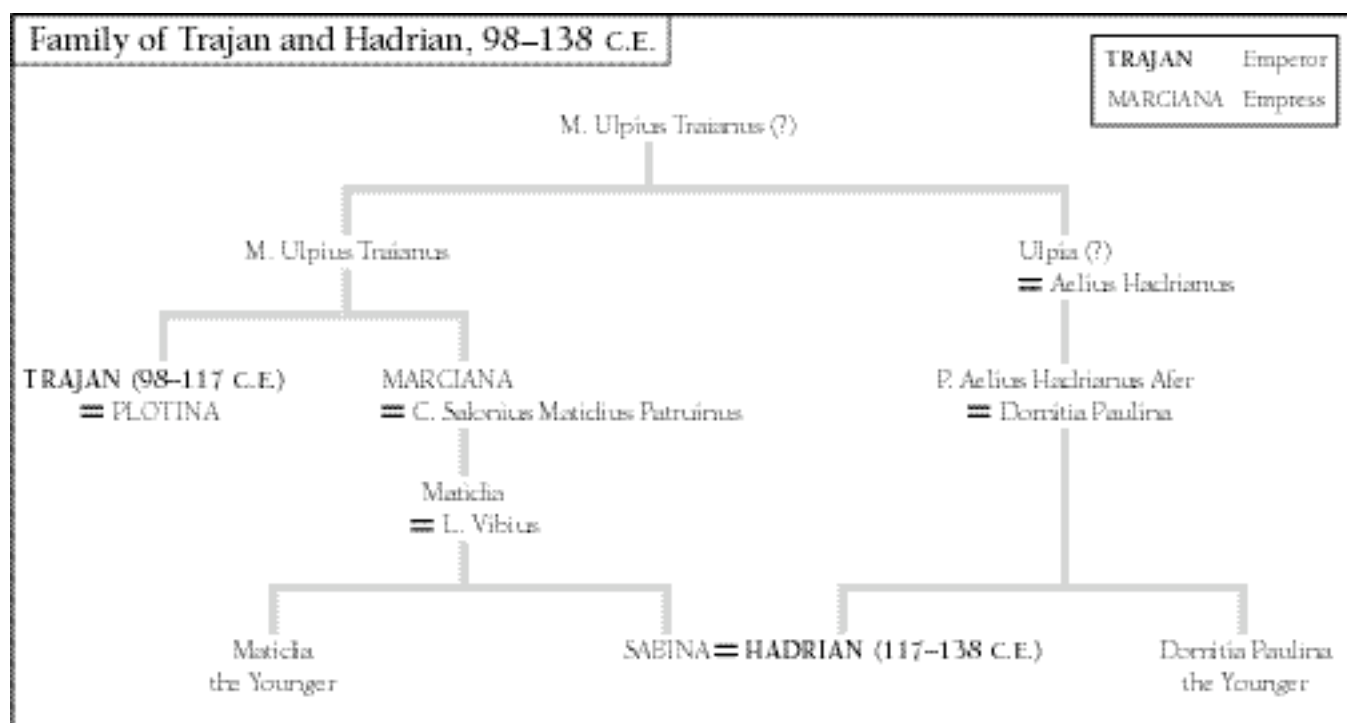 Family of Trajan and Hadrian, 98–138 C.E.
TRAJAN Emperor
MARCIANA Empress
M. Ulpius Traianus (?)
M. Ulpius Traianus
Ulpia (?)
= Aelius Hadrianus
TRAJAN (98–117 C.E.)
= PLOTINA
MARCIANA
= C. Salonius Matidius Patruinus
P. Aelius Hadrianus Afer
= Domitia Paulina
Matidia
= L. Vibius
Matidia
the Younger
SABINA = HADRIAN (117–138 C.E.)
Domitia Paulina
the Younger